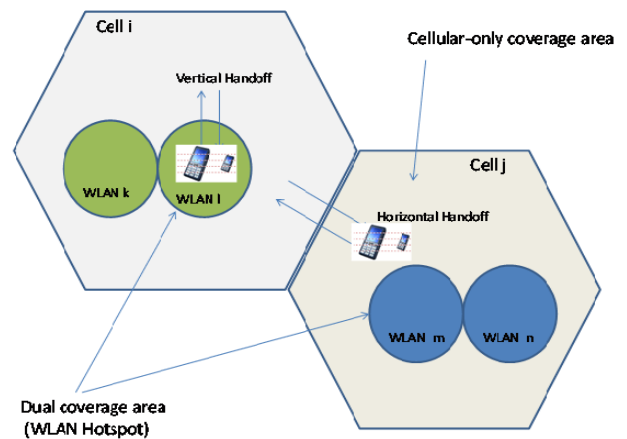 Cell i
Cellular-only coverage area
Vertical Handoff
Cell j
WLAN k
WLAN l
Horizontal Handoff
WLAN m
WLAN n
Dual coverage area
(WLAN Hotspot)